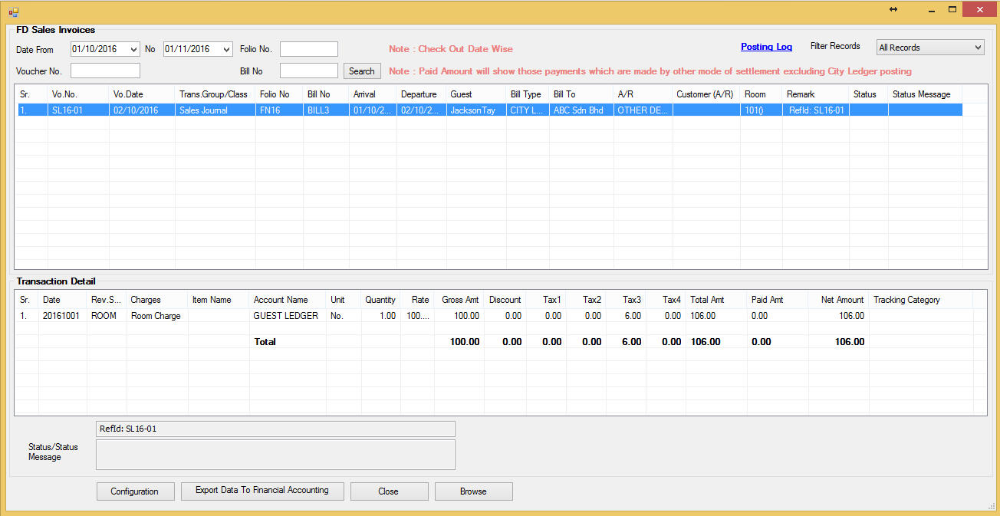 FD Sales Invoices
Date From 01/10/2016 No 01/11/2016 Folio No. Note : Check Out Date Wise Posting Log Filter Records All Records
Voucher No. Bill No Search Note : Paid Amount will show those payments which are made by other mode of settlement excluding City Ledger posting
Sr. Vo.No. Vo.Date Trans.Group/Class Folio No Bill No Arrival Departure Guest Bill Type Bill To A/R Customer (A/R) Room Remark Status Status Message
1. SL16-01 02/10/2016 Sales Journal FN16 BILL3 01/10/2... 02/10/2... JacksonTay CITY L... ABC Sdn Bhd OTHER DE... 101() RefId: SL16-01
Transaction Detail
Sr. Date Rev.S... Charges Item Name Account Name Unit Quantity Rate Gross Amt Discount Tax1 Tax2 Tax3 Tax4 Total Amt Paid Amt Net Amount Tracking Category
1. 20161001 ROOM Room Charge GUEST LEDGER No. 1.00 100.... 100.00 0.00 0.00 0.00 6.00 0.00 106.00 0.00 106.00
Total 100.00 0.00 0.00 0.00 6.00 0.00 106.00 0.00 106.00
RefId: SL16-01
Status/Status
Message
Configuration Export Data To Financial Accounting Close Browse